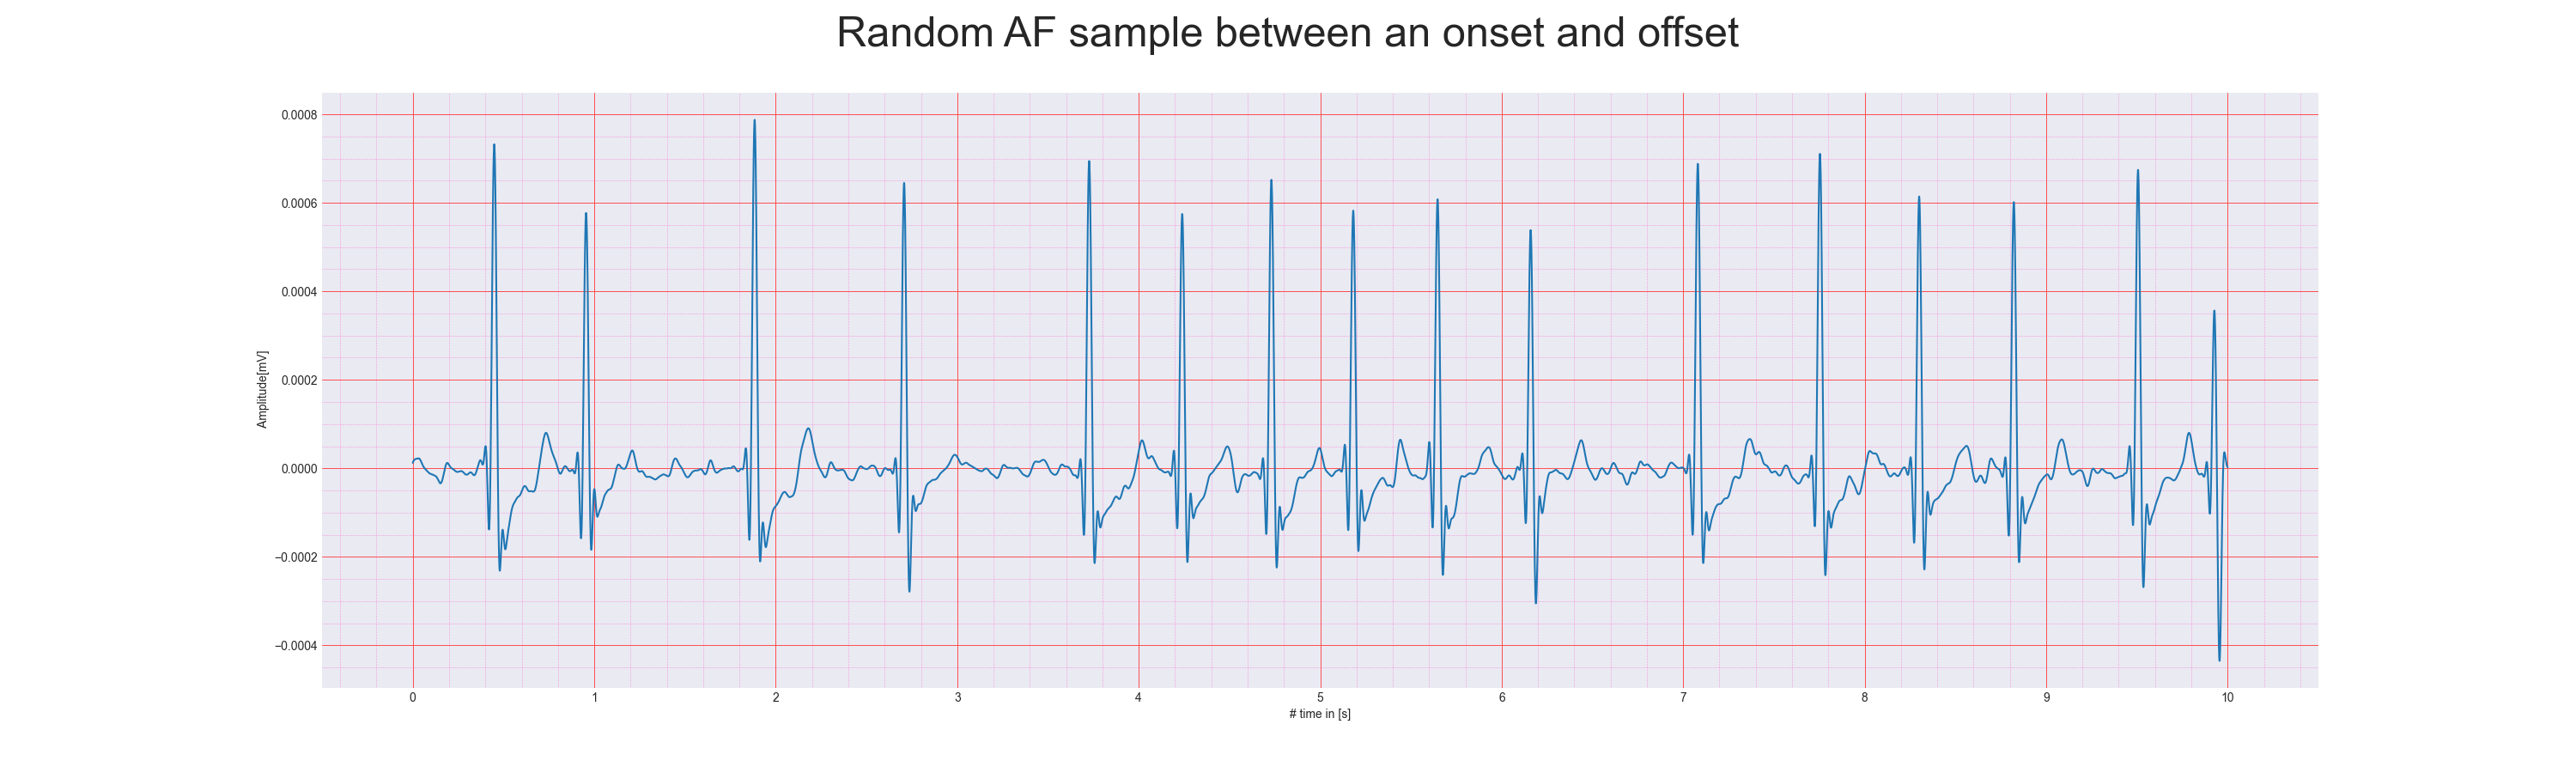 Random AF sample between an onset and offset
0.0008
0.0006
0.0004
0.0002
0.0000
−0.0002
−0.0004
Amplitude[mV]
0 1 2 3 4 5 6 7 8 9 10
# time in [s]